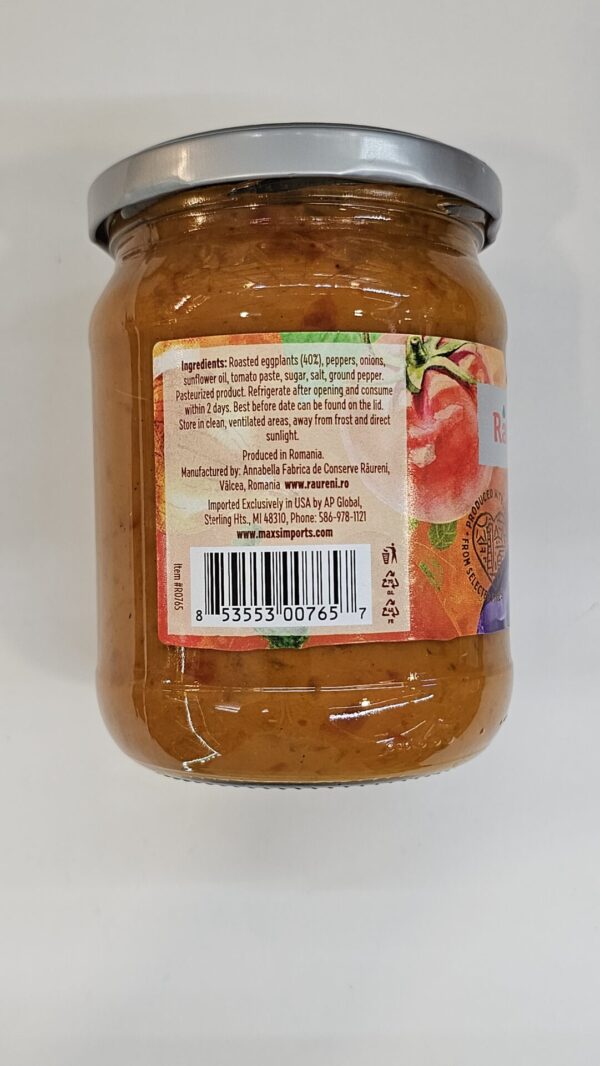 Ingredients: Roasted eggplants (40%), peppers, onions,
sunflower oil, tomato paste, sugar, salt, ground pepper.
Pasteurized product. Refrigerate after opening and consume
within 2 days. Best before date can be found on the lid.
Store in clean, ventilated areas, away from frost and direct
sunlight.
Produced in Romania.
Manufactured by: Annabella Fabrica de Conserve Râureni,
Vâlcea, Romania www.raureni.ro
Imported Exclusively in USA by AP Global,
Sterling Hts., MI 48310, Phone: 586-978-1121
www.maxsimports.com
Item #R0765
8 53553 00765 7
PRODUCED
FROM